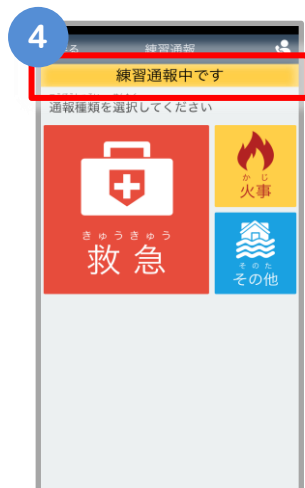 4
練習通報
練習通報中です
通報種類を選択してください
きゅうきゅう
救急
かじ
火事
そのた
その他